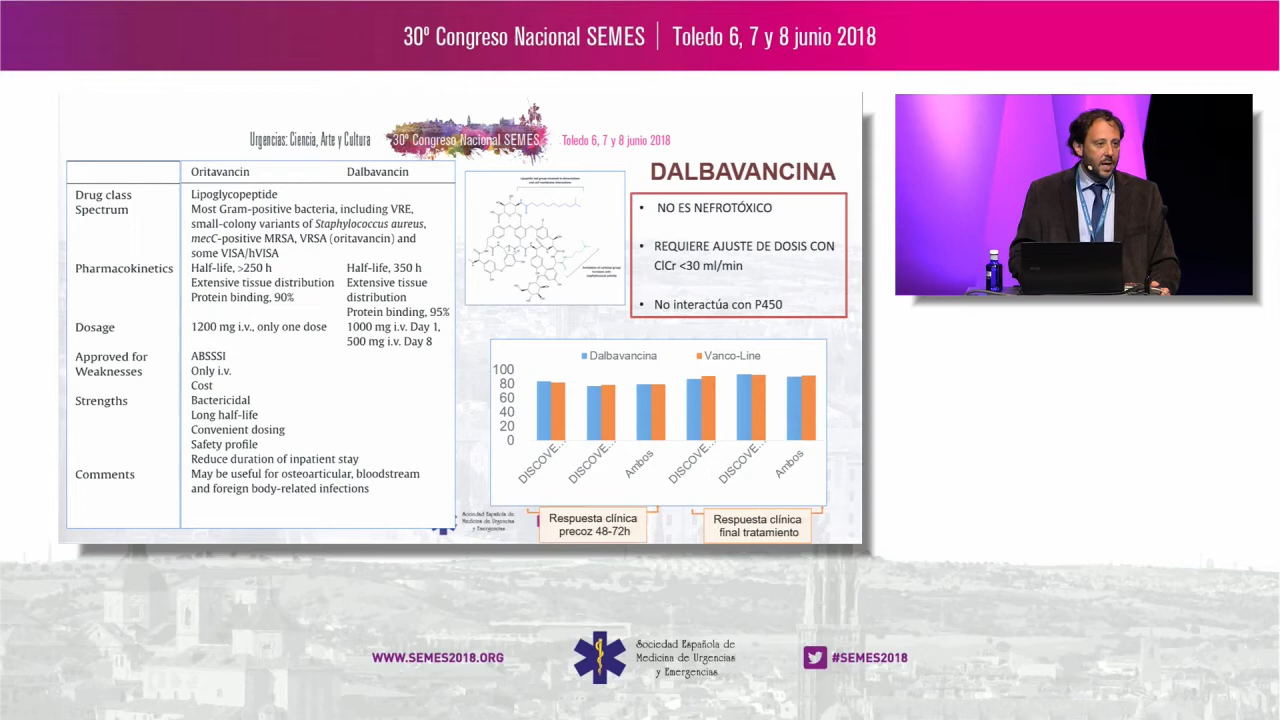 30º Congreso Nacional SEMES | Toledo 6, 7 y 8 junio 2018
Urgencias: Ciencia, Arte y Cultura
30º Congreso Nacional SEMES
Toledo 6, 7 y 8 junio 2018
Oritavancin Dalbavancin
Drug class Lipoglycopeptide
Spectrum Most Gram-positive bacteria, including VRE,
small-colony variants of Staphylococcus aureus,
mecC-positive MRSA, VRSA (oritavancin) and
some VISA/hVISA
Pharmacokinetics Half-life, >250 h Half-life, 350 h
Extensive tissue distribution Extensive tissue
Protein binding, 90% distribution
Protein binding, 95%
Dosage 1200 mg i.v., only one dose 1000 mg i.v. Day 1,
500 mg i.v. Day 8
Approved for ABSSSI
Weaknesses Only i.v.
Cost
Strengths Bactericidal
Long half-life
Convenient dosing
Safety profile
Reduce duration of inpatient stay
Comments May be useful for osteoarticular, bloodstream
and foreign body-related infections
DALBAVANCINA
• NO ES NEFROTÓXICO
• REQUIERE AJUSTE DE DOSIS CON
ClCr <30 ml/min
• No interactúa con P450
Dalbavancina Vanco-Line
100
80
60
40
20
0
DISCOVE... DISCOVE... Ambos DISCOVE... DISCOVE... Ambos
Respuesta clínica
precoz 48-72h
Respuesta clínica
final tratamiento
Sociedad Española de
Medicina de Urgencias
y Emergencias
WWW.SEMES2018.ORG
Sociedad Española de
Medicina de Urgencias
y Emergencias
#SEMES2018